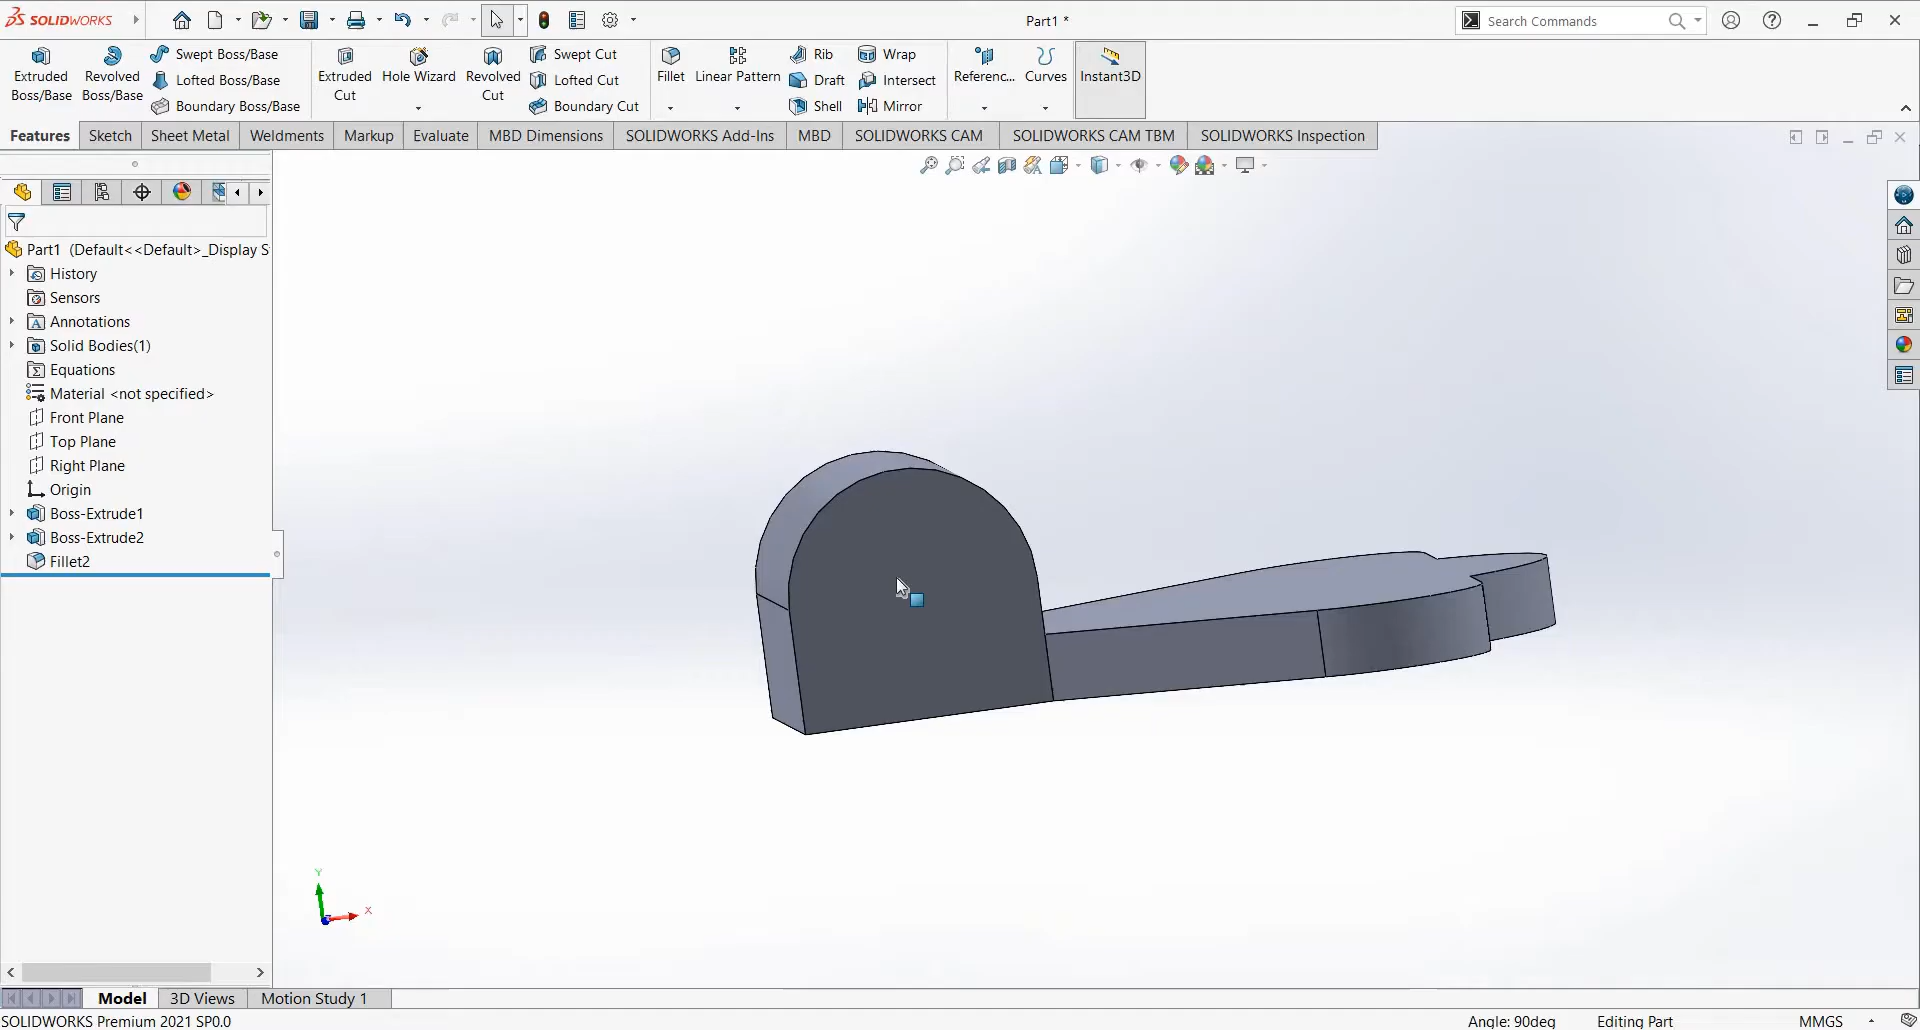 SOLIDWORKS
Part1 *
Search Commands
Extruded Boss/Base
Revolved Boss/Base
Swept Boss/Base
Lofted Boss/Base
Boundary Boss/Base
Extruded Cut
Hole Wizard
Revolved Cut
Swept Cut
Lofted Cut
Boundary Cut
Fillet
Linear Pattern
Rib
Draft
Shell
Wrap
Intersect
Mirror
Referenc...
Curves
Instant3D
Features
Sketch
Sheet Metal
Weldments
Markup
Evaluate
MBD Dimensions
SOLIDWORKS Add-Ins
MBD
SOLIDWORKS CAM
SOLIDWORKS CAM TBM
SOLIDWORKS Inspection
Part1 (Default<<Default>_Display S
History
Sensors
Annotations
Solid Bodies(1)
Equations
Material <not specified>
Front Plane
Top Plane
Right Plane
Origin
Boss-Extrude1
Boss-Extrude2
Fillet2
Y
X
Model
3D Views
Motion Study 1
SOLIDWORKS Premium 2021 SP0.0
Angle: 90deg
Editing Part
MMGS